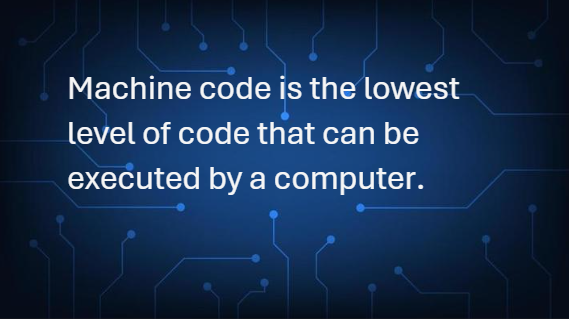 Machine code is the lowest
level of code that can be
executed by a computer.